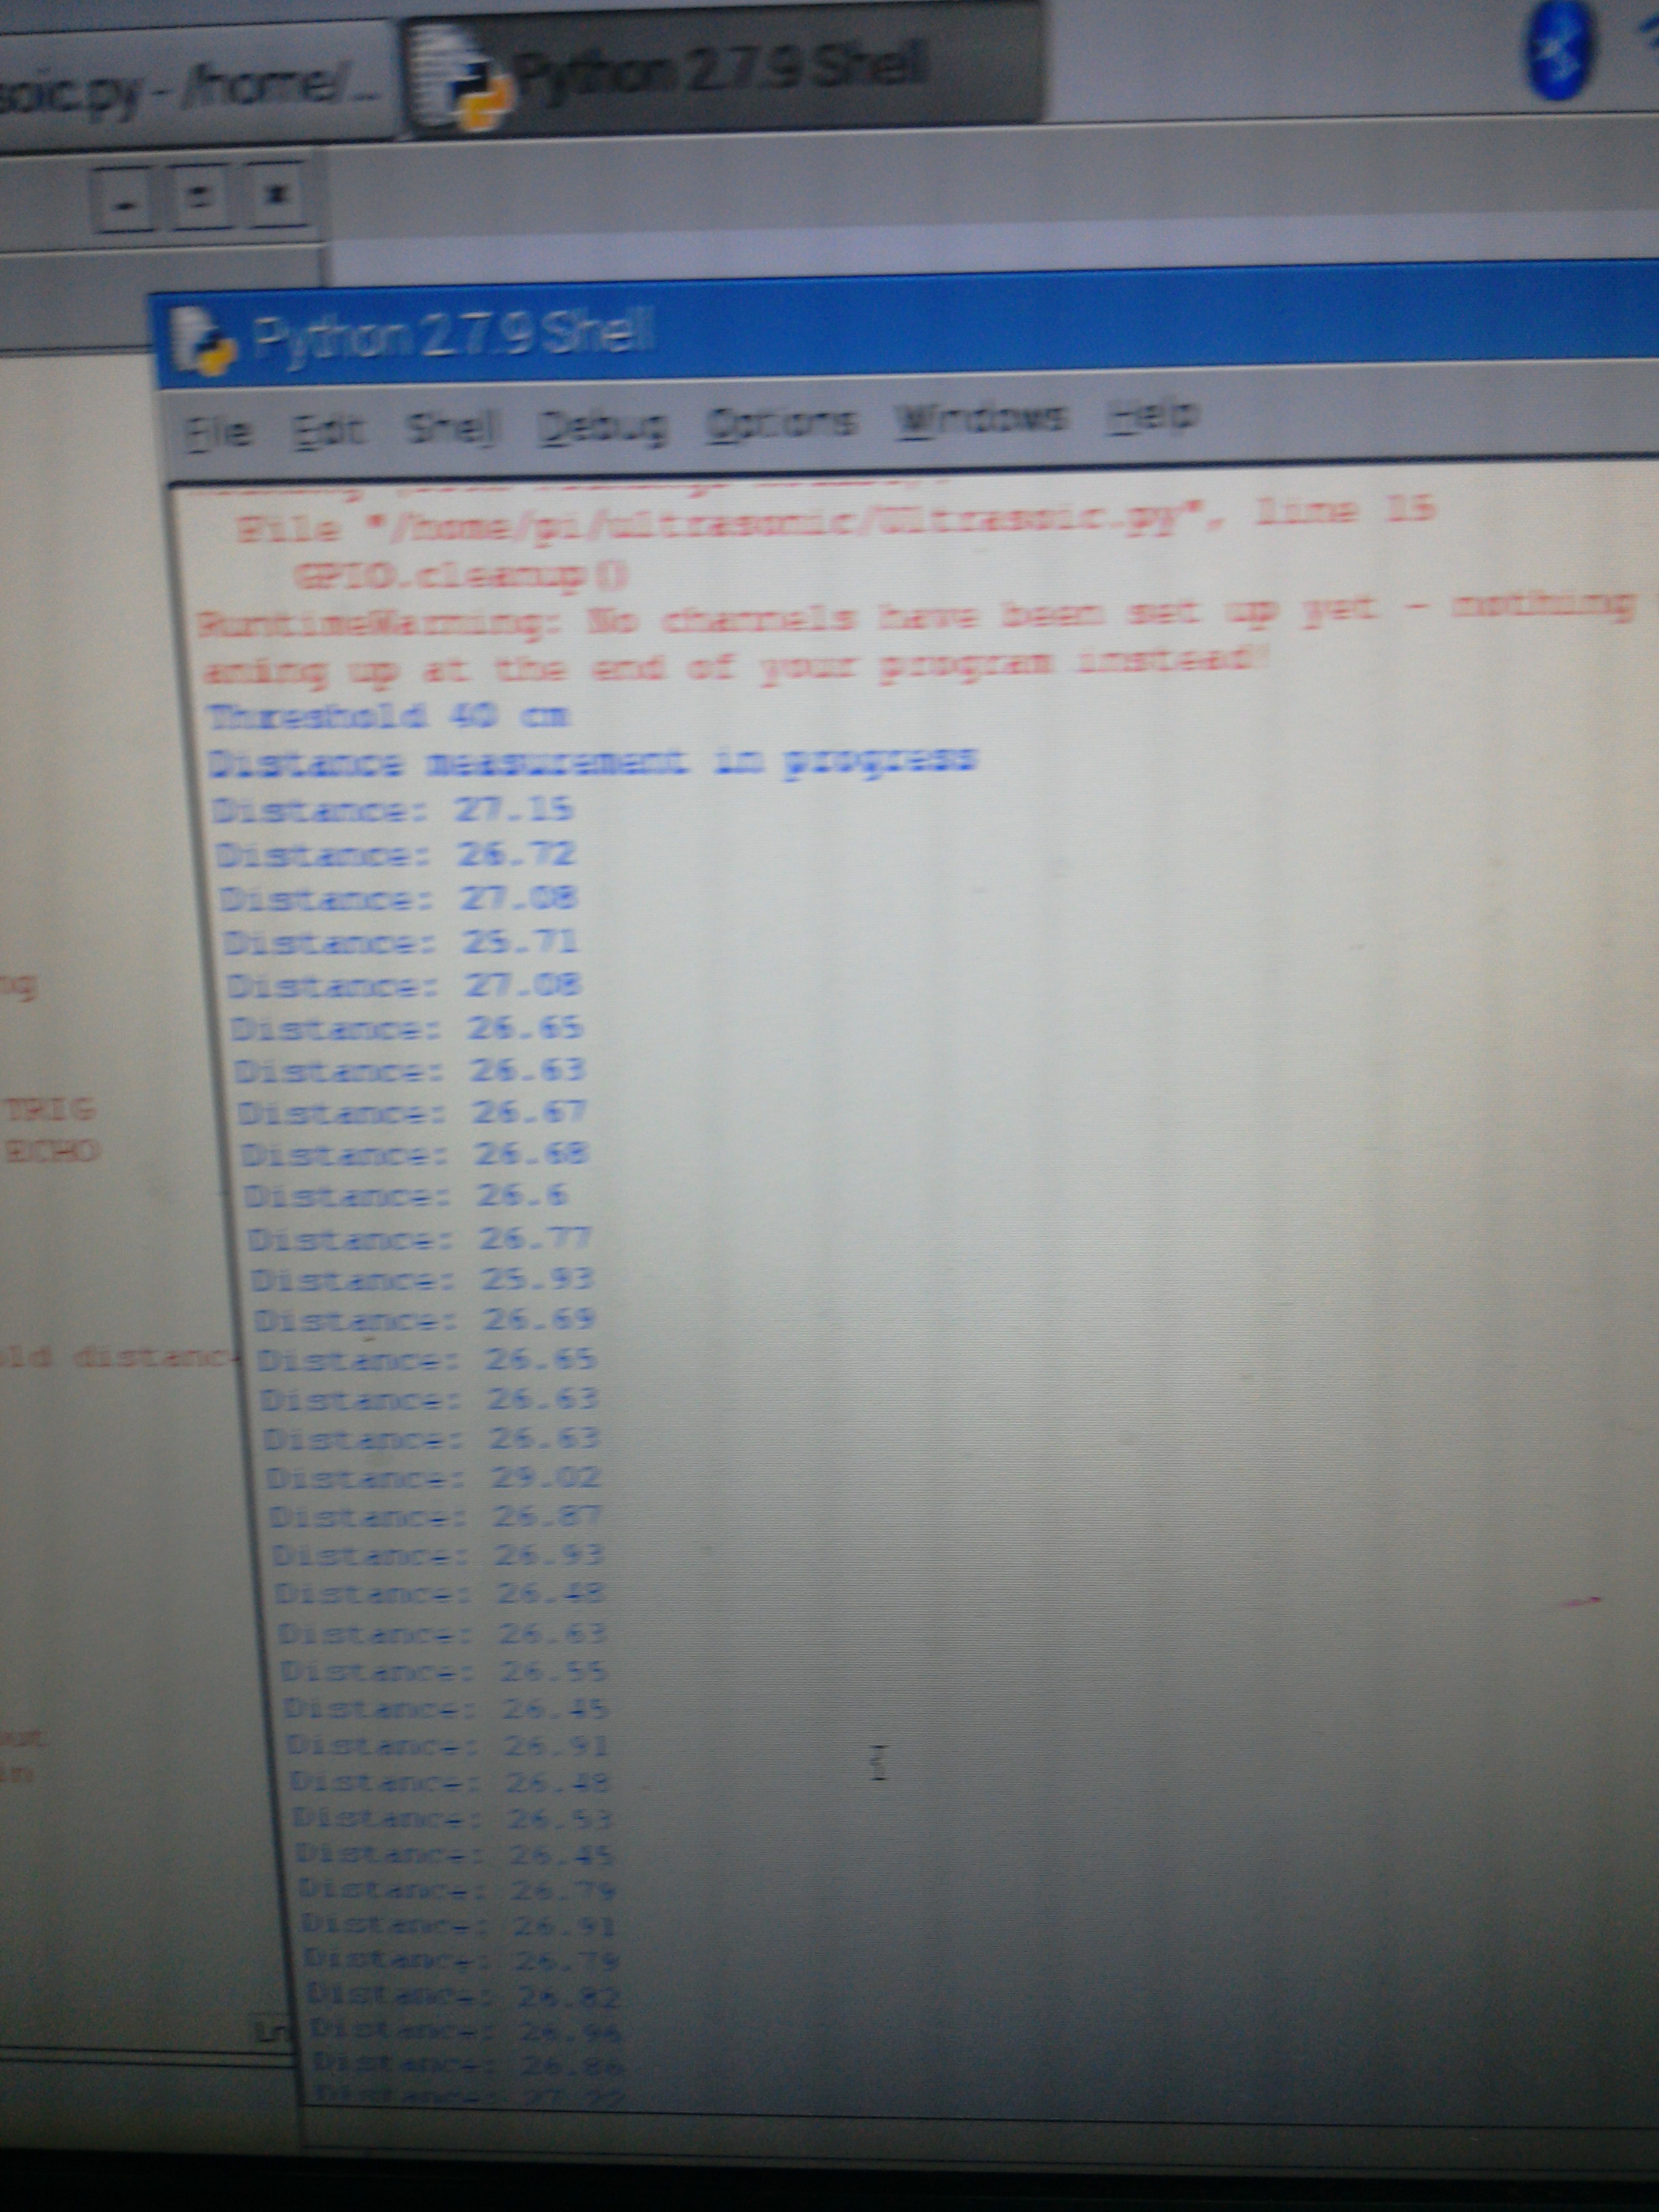 soic.py - /home/...
Python 2.7.9 Shell
Python 2.7.9 Shell
File Edit Shell Debug Options Windows Help
File "/home/pi/ultrasonic/Ultrasoic.py", line 15
GPIO.cleanup()
RuntimeWarning: No channels have been set up yet - nothing
aning up at the end of your program instead!
Threshold 40 cm
Distance measurement in progress
Distance: 27.15
Distance: 26.72
Distance: 27.08
Distance: 25.71
Distance: 27.08
Distance: 26.65
Distance: 26.63
Distance: 26.67
Distance: 26.68
Distance: 26.6
Distance: 26.77
Distance: 25.93
Distance: 26.69
Distance: 26.65
Distance: 26.63
Distance: 26.63
Distance: 29.02
Distance: 26.87
Distance: 26.93
Distance: 26.48
Distance: 26.63
Distance: 26.55
Distance: 26.45
Distance: 26.91
Distance: 26.48
Distance: 26.53
Distance: 26.45
Distance: 26.79
Distance: 26.91
Distance: 26.79
Distance: 26.82
Distance: 26.96
Distance: 26.86
Distance: 27.22
ng
TRIG
ECHO
old distanc
out
in
Ln